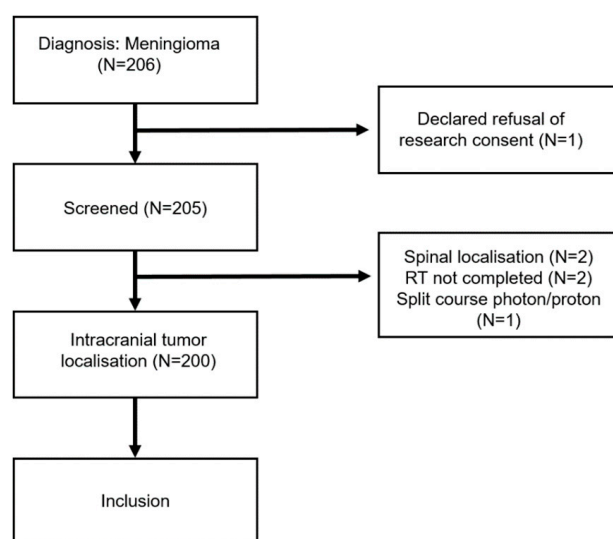 Diagnosis: Meningioma
(N=206)
Declared refusal of
research consent (N=1)
Screened (N=205)
Spinal localisation (N=2)
RT not completed (N=2)
Split course photon/proton
(N=1)
Intracranial tumor
localisation (N=200)
Inclusion